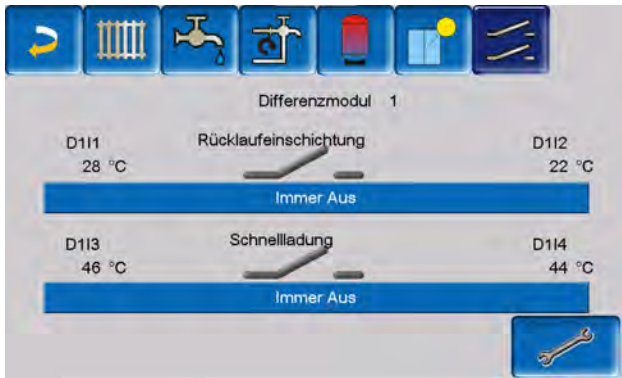 Differenzmodul 1
D1I1 Rücklaufeinschichtung D1I2
28 °C 22 °C
Immer Aus
D1I3 Schnellladung D1I4
46 °C 44 °C
Immer Aus